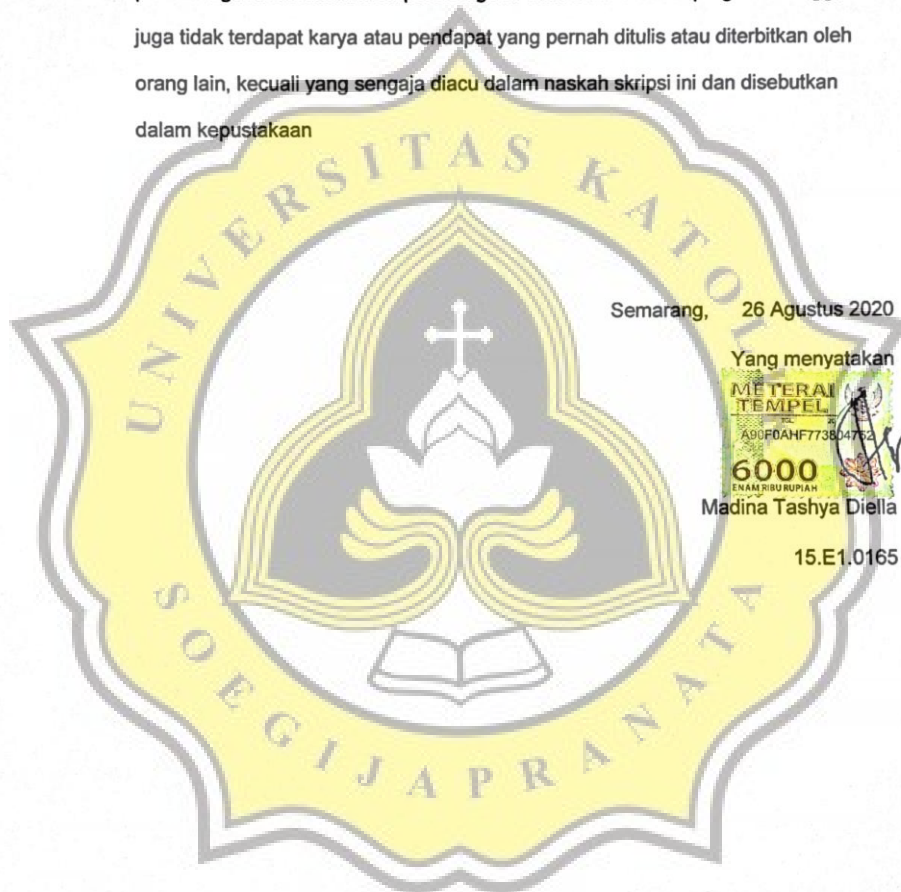 juga tidak terdapat karya atau pendapat yang pernah ditulis atau diterbitkan oleh
orang lain, kecuali yang sengaja diacu dalam naskah skripsi ini dan disebutkan
dalam kepustakaan
UNIVERSITAS KATOLIK
Semarang, 26 Agustus 2020
Yang menyatakan
METERAI
TEMPEL
A90F0AHF773804762
6000
ENAM RIBU RUPIAH
Madina Tashya Diella
15.E1.0165
SOEGIJAPRANATA